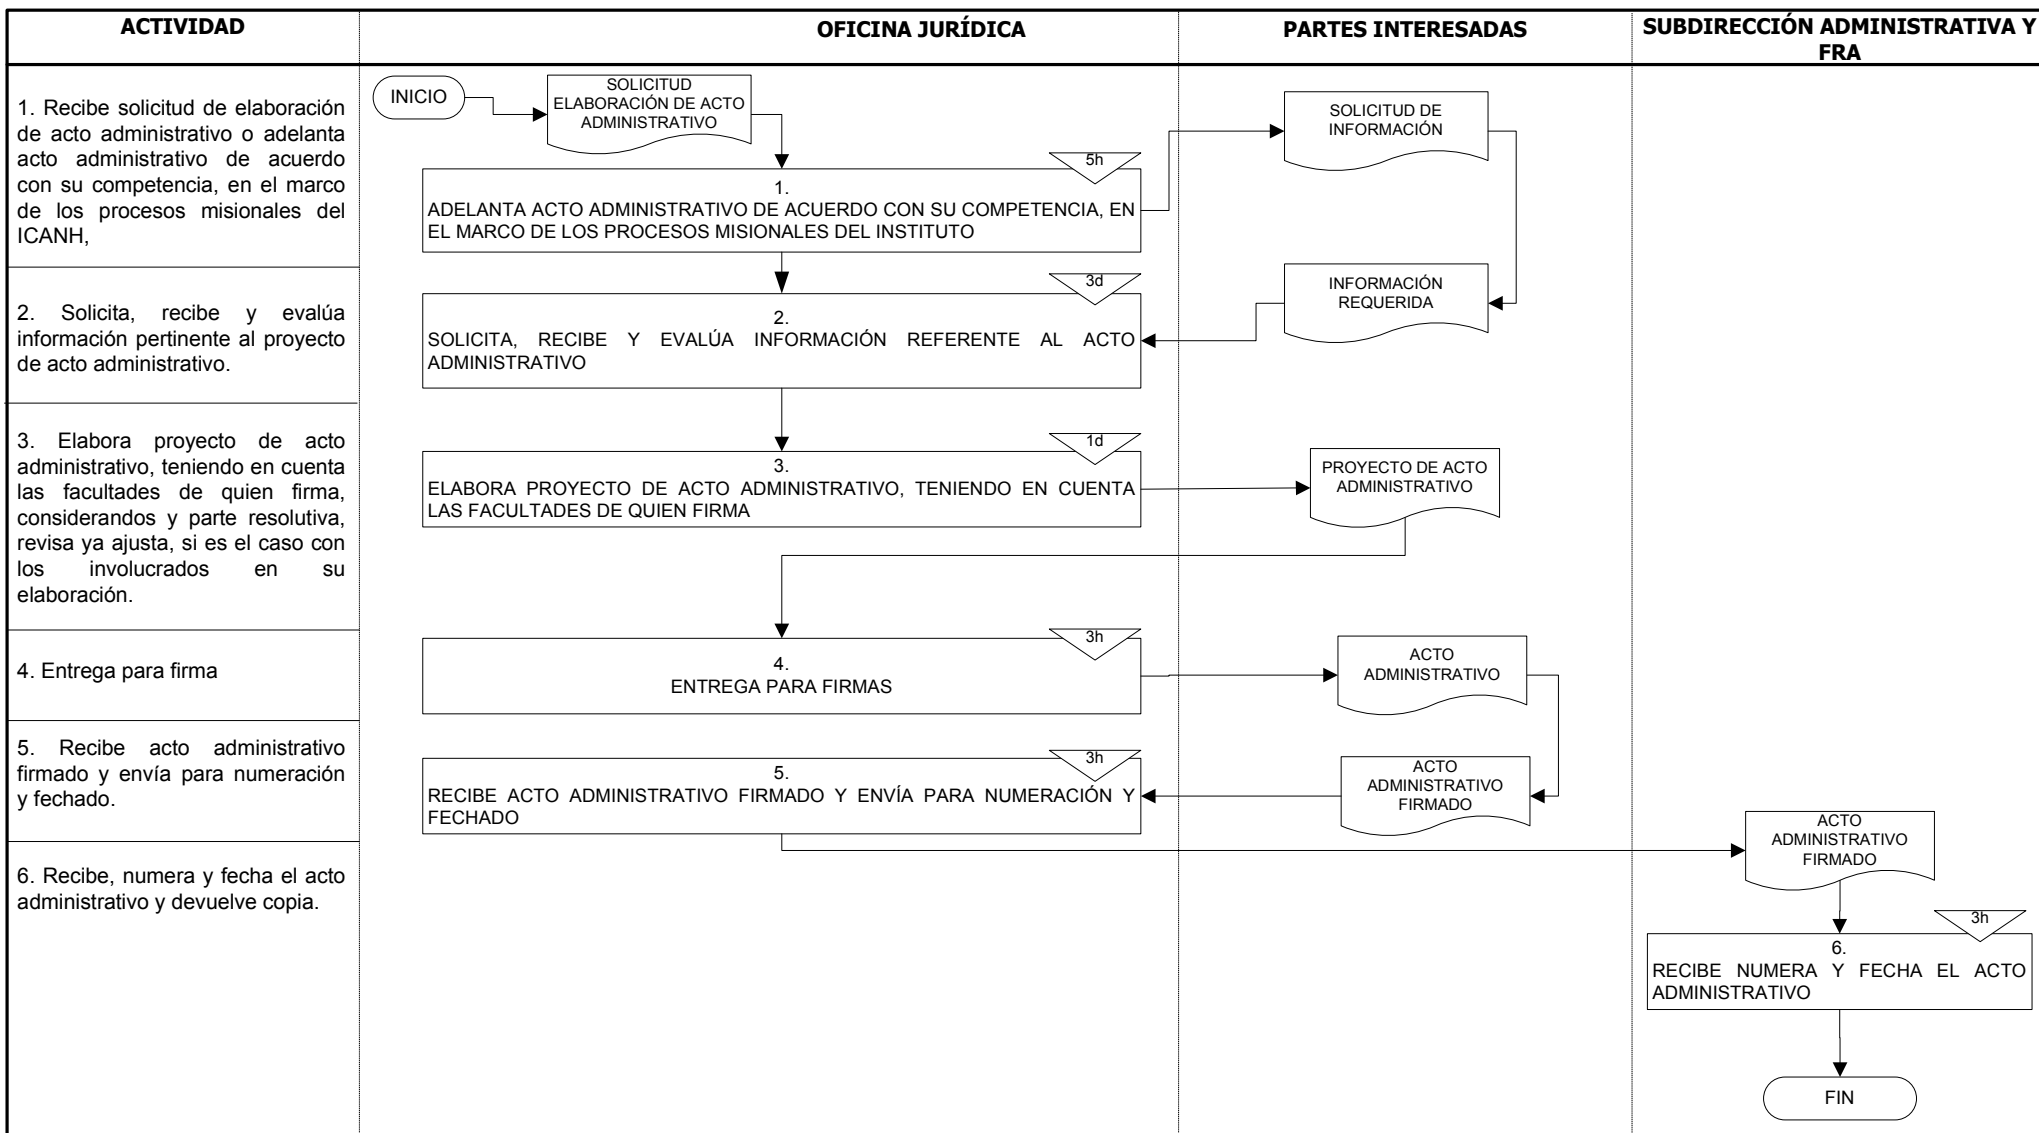 ACTIVIDAD
OFICINA JURÍDICA
PARTES INTERESADAS
SUBDIRECCIÓN ADMINISTRATIVA Y
FRA
1. Recibe solicitud de elaboración
de acto administrativo o adelanta
acto administrativo de acuerdo
con su competencia, en el marco
de los procesos misionales del
ICANH,
INICIO
SOLICITUD
ELABORACIÓN DE ACTO
ADMINISTRATIVO
5h
1.
ADELANTA ACTO ADMINISTRATIVO DE ACUERDO CON SU COMPETENCIA, EN
EL MARCO DE LOS PROCESOS MISIONALES DEL INSTITUTO
SOLICITUD DE
INFORMACIÓN
2. Solicita, recibe y evalúa
información pertinente al proyecto
de acto administrativo.
3d
2.
SOLICITA, RECIBE Y EVALÚA INFORMACIÓN REFERENTE AL ACTO
ADMINISTRATIVO
INFORMACIÓN
REQUERIDA
3. Elabora proyecto de acto
administrativo, teniendo en cuenta
las facultades de quien firma,
considerandos y parte resolutiva,
revisa ya ajusta, si es el caso con
los involucrados en su
elaboración.
1d
3.
ELABORA PROYECTO DE ACTO ADMINISTRATIVO, TENIENDO EN CUENTA
LAS FACULTADES DE QUIEN FIRMA
PROYECTO DE ACTO
ADMINISTRATIVO
4. Entrega para firma
3h
4.
ENTREGA PARA FIRMAS
ACTO
ADMINISTRATIVO
5. Recibe acto administrativo
firmado y envía para numeración
y fechado.
3h
5.
RECIBE ACTO ADMINISTRATIVO FIRMADO Y ENVÍA PARA NUMERACIÓN Y
FECHADO
ACTO
ADMINISTRATIVO
FIRMADO
ACTO
ADMINISTRATIVO
FIRMADO
6. Recibe, numera y fecha el acto
administrativo y devuelve copia.
3h
6.
RECIBE NUMERA Y FECHA EL ACTO
ADMINISTRATIVO
FIN